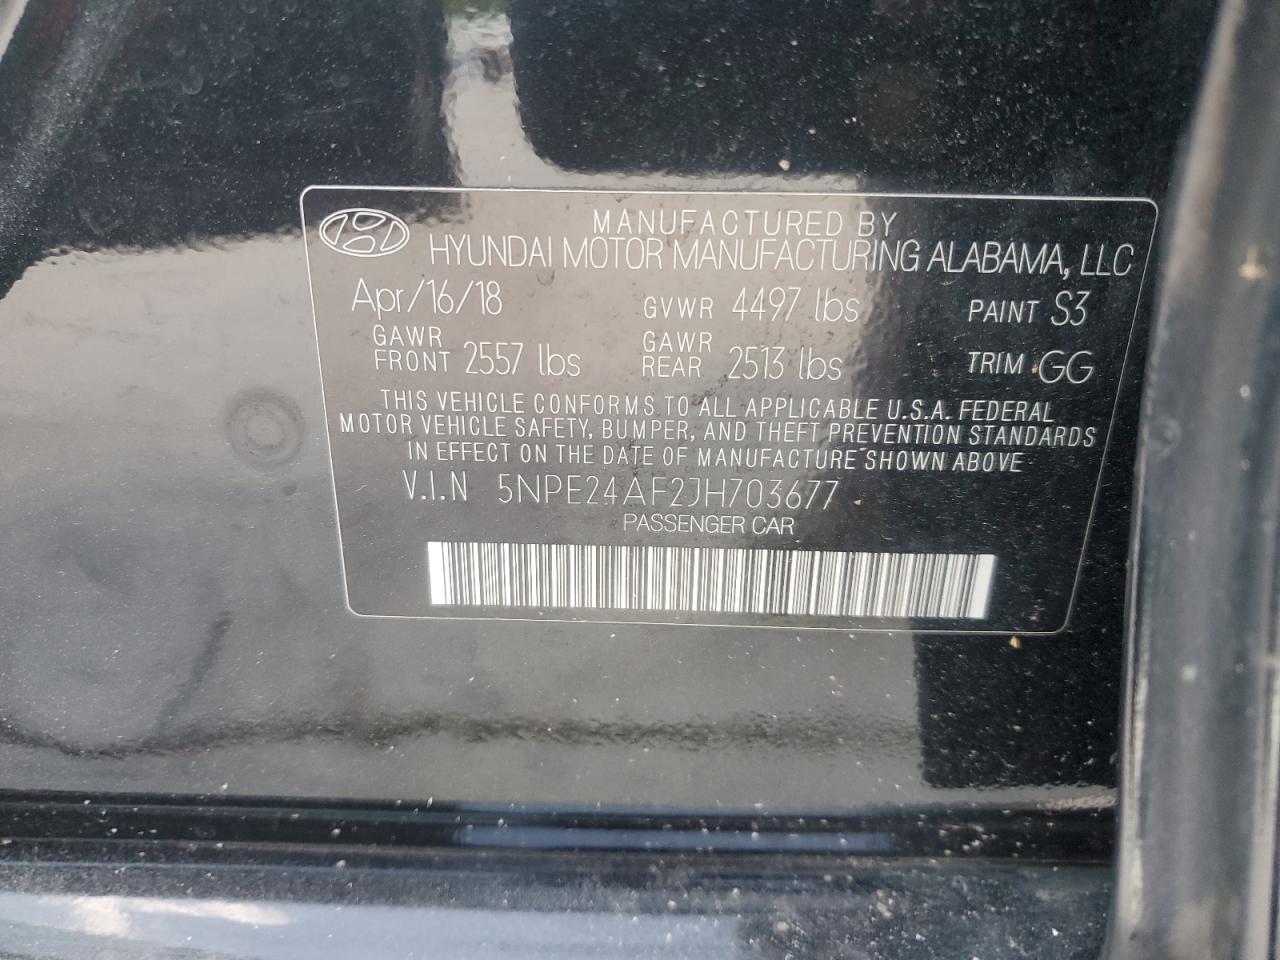 MANUFACTURED BY
HYUNDAI MOTOR MANUFACTURING ALABAMA, LLC
Apr/16/18 GVWR 4497 lbs PAINT S3
GAWR FRONT 2557 lbs GAWR REAR 2513 lbs TRIM GG
THIS VEHICLE CONFORMS TO ALL APPLICABLE U.S.A. FEDERAL
MOTOR VEHICLE SAFETY, BUMPER, AND THEFT PREVENTION STANDARDS
IN EFFECT ON THE DATE OF MANUFACTURE SHOWN ABOVE
V.I.N 5NPE24AF2JH703677
PASSENGER CAR